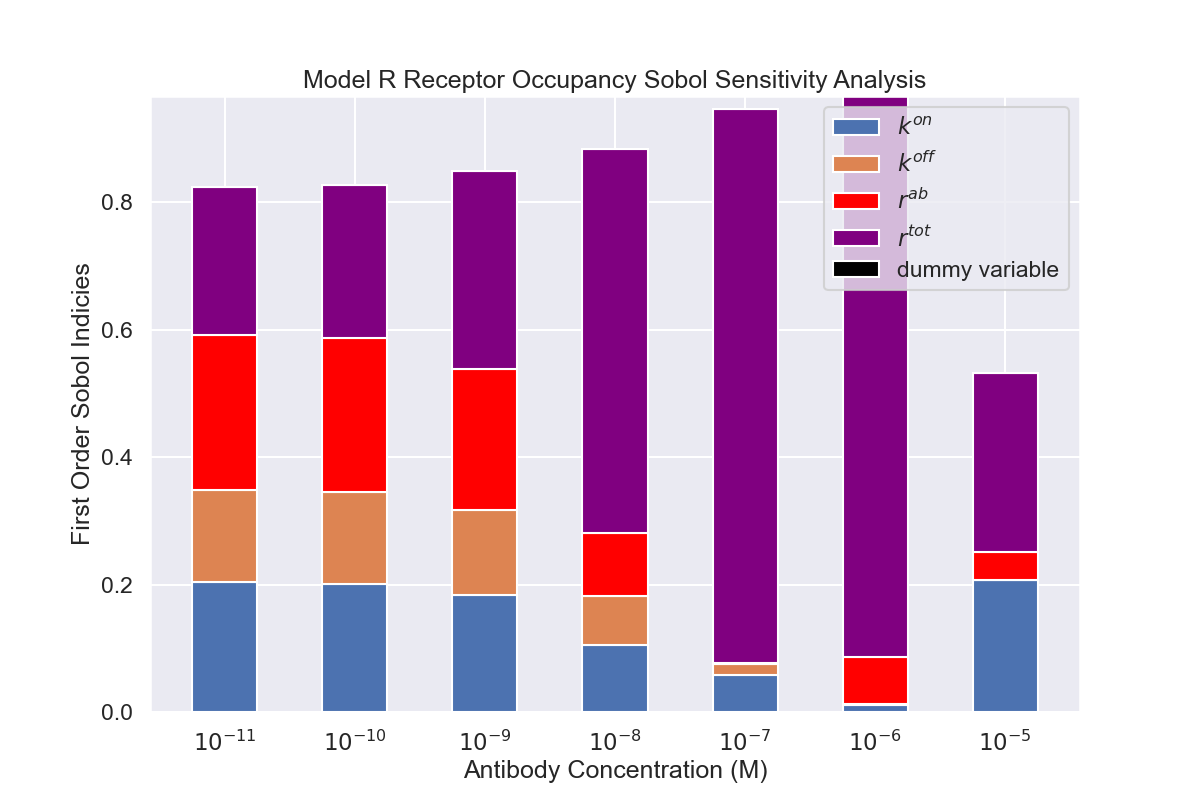 Model R Receptor Occupancy Sobol Sensitivity Analysis
k^{on}
k^{off}
r^{ab}
r^{tot}
dummy variable
First Order Sobol Indicies
0.8
0.6
0.4
0.2
0.0
10^{-11} 10^{-10} 10^{-9} 10^{-8} 10^{-7} 10^{-6} 10^{-5}
Antibody Concentration (M)